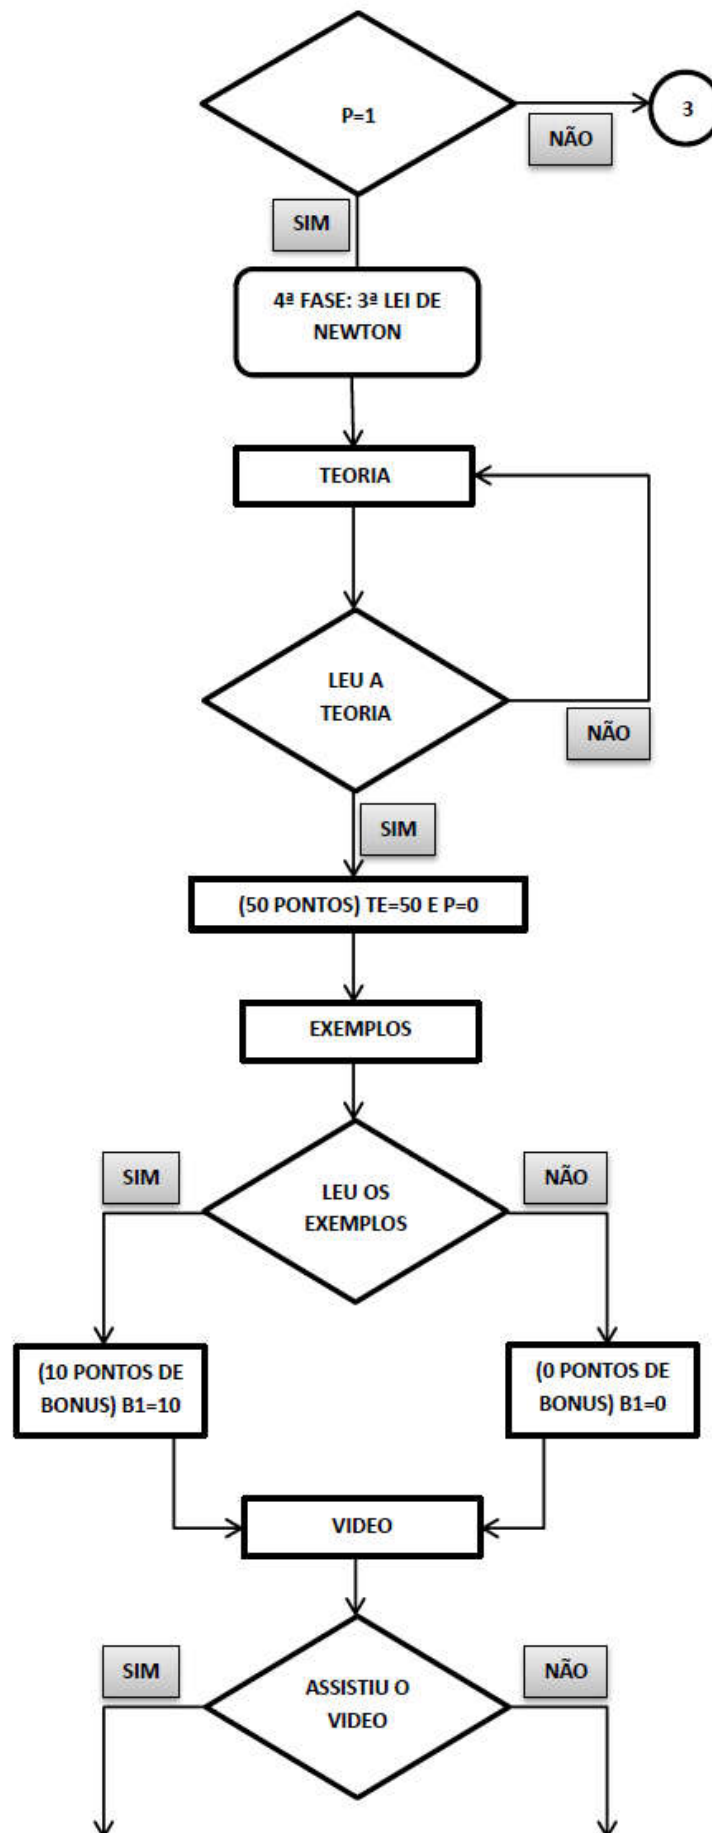 P=1
3
NÃO
SIM
4ª FASE: 3ª LEI DE
NEWTON
TEORIA
LEU A
TEORIA
NÃO
SIM
(50 PONTOS) TE=50 E P=0
EXEMPLOS
SIM
LEU OS
EXEMPLOS
NÃO
(10 PONTOS DE
BONUS) B1=10
(0 PONTOS DE
BONUS) B1=0
VIDEO
SIM
ASSISTIU O
VIDEO
NÃO